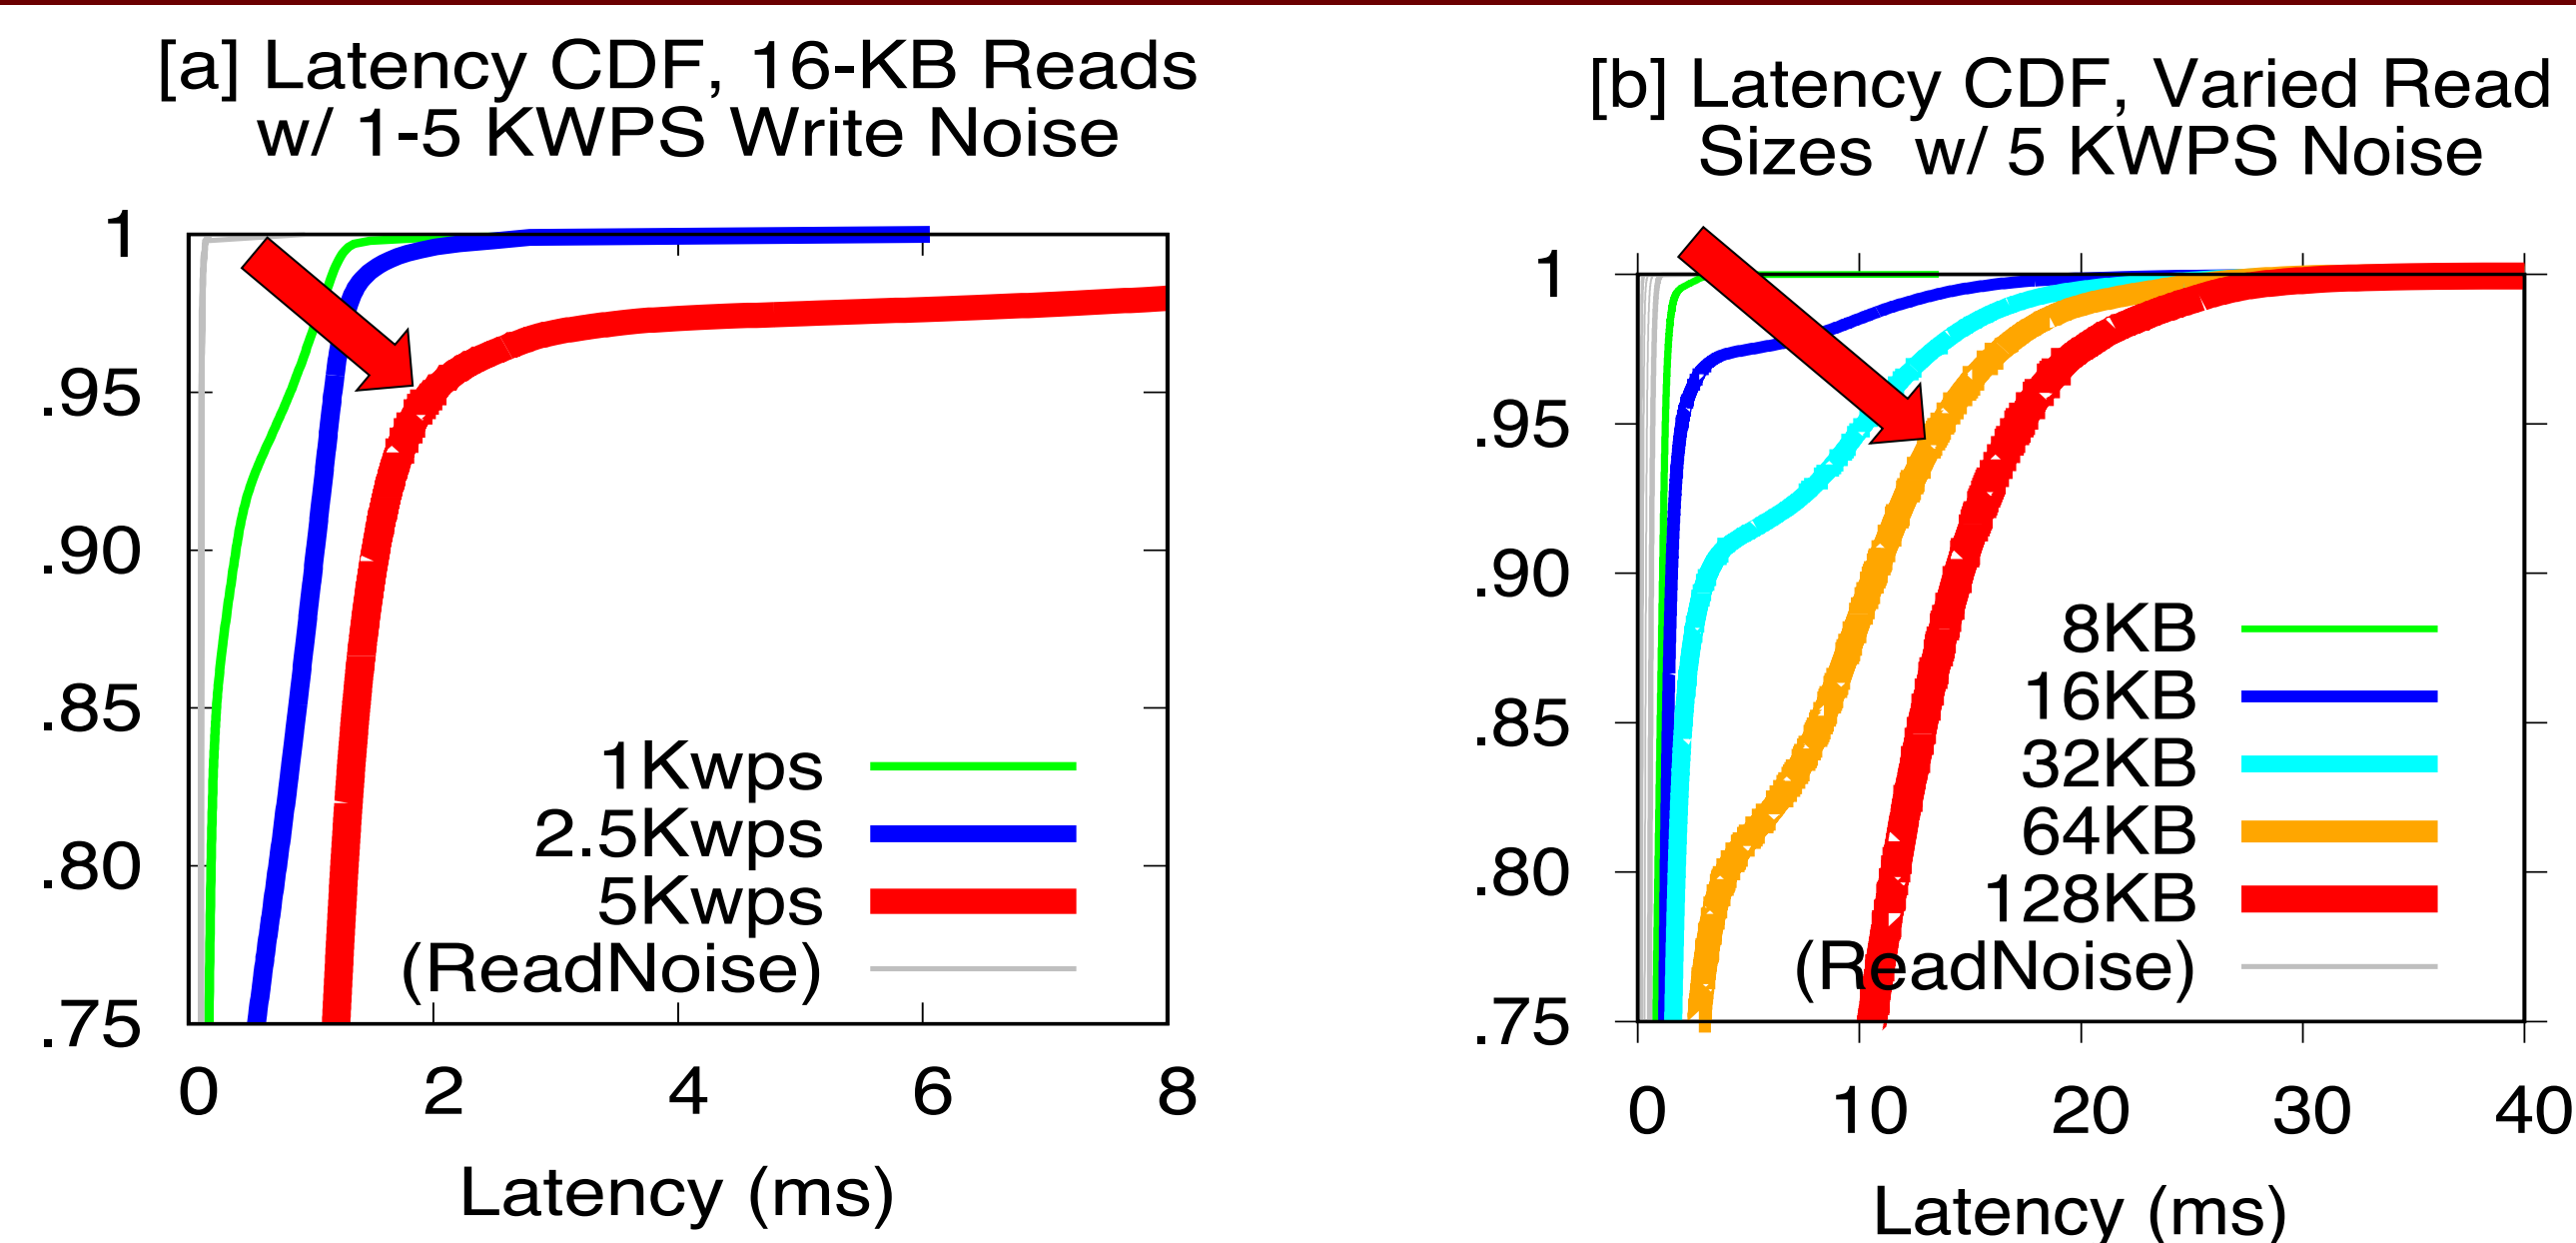 [a] Latency CDF, 16-KB Reads
w/ 1-5 KWPS Write Noise
1
.95
.90
.85
.80
.75
1Kwps
2.5Kwps
5Kwps
(ReadNoise)
0 2 4 6 8
Latency (ms)
[b] Latency CDF, Varied Read
Sizes w/ 5 KWPS Noise
1
.95
.90
.85
.80
.75
8KB
16KB
32KB
64KB
128KB
(ReadNoise)
0 10 20 30 40
Latency (ms)